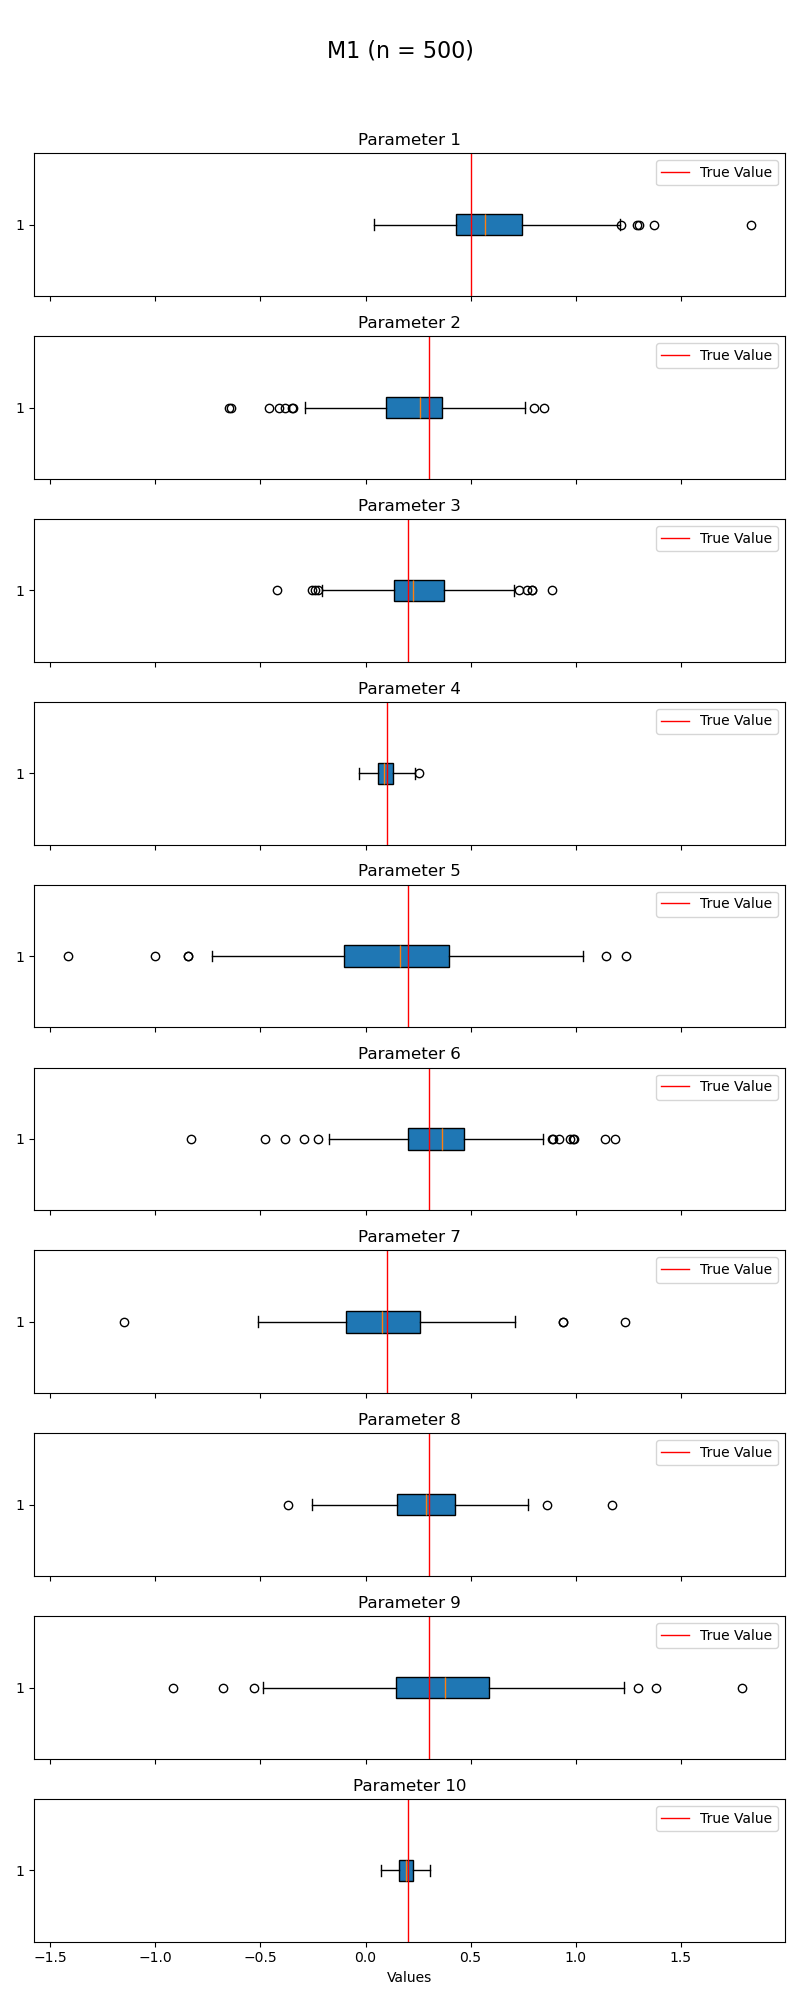 M1 (n = 500)
Parameter 1
True Value
1
Parameter 2
True Value
1
Parameter 3
True Value
1
Parameter 4
True Value
1
Parameter 5
True Value
1
Parameter 6
True Value
1
Parameter 7
True Value
1
Parameter 8
True Value
1
Parameter 9
True Value
1
Parameter 10
True Value
1
−1.5 −1.0 −0.5 0.0 0.5 1.0 1.5
Values